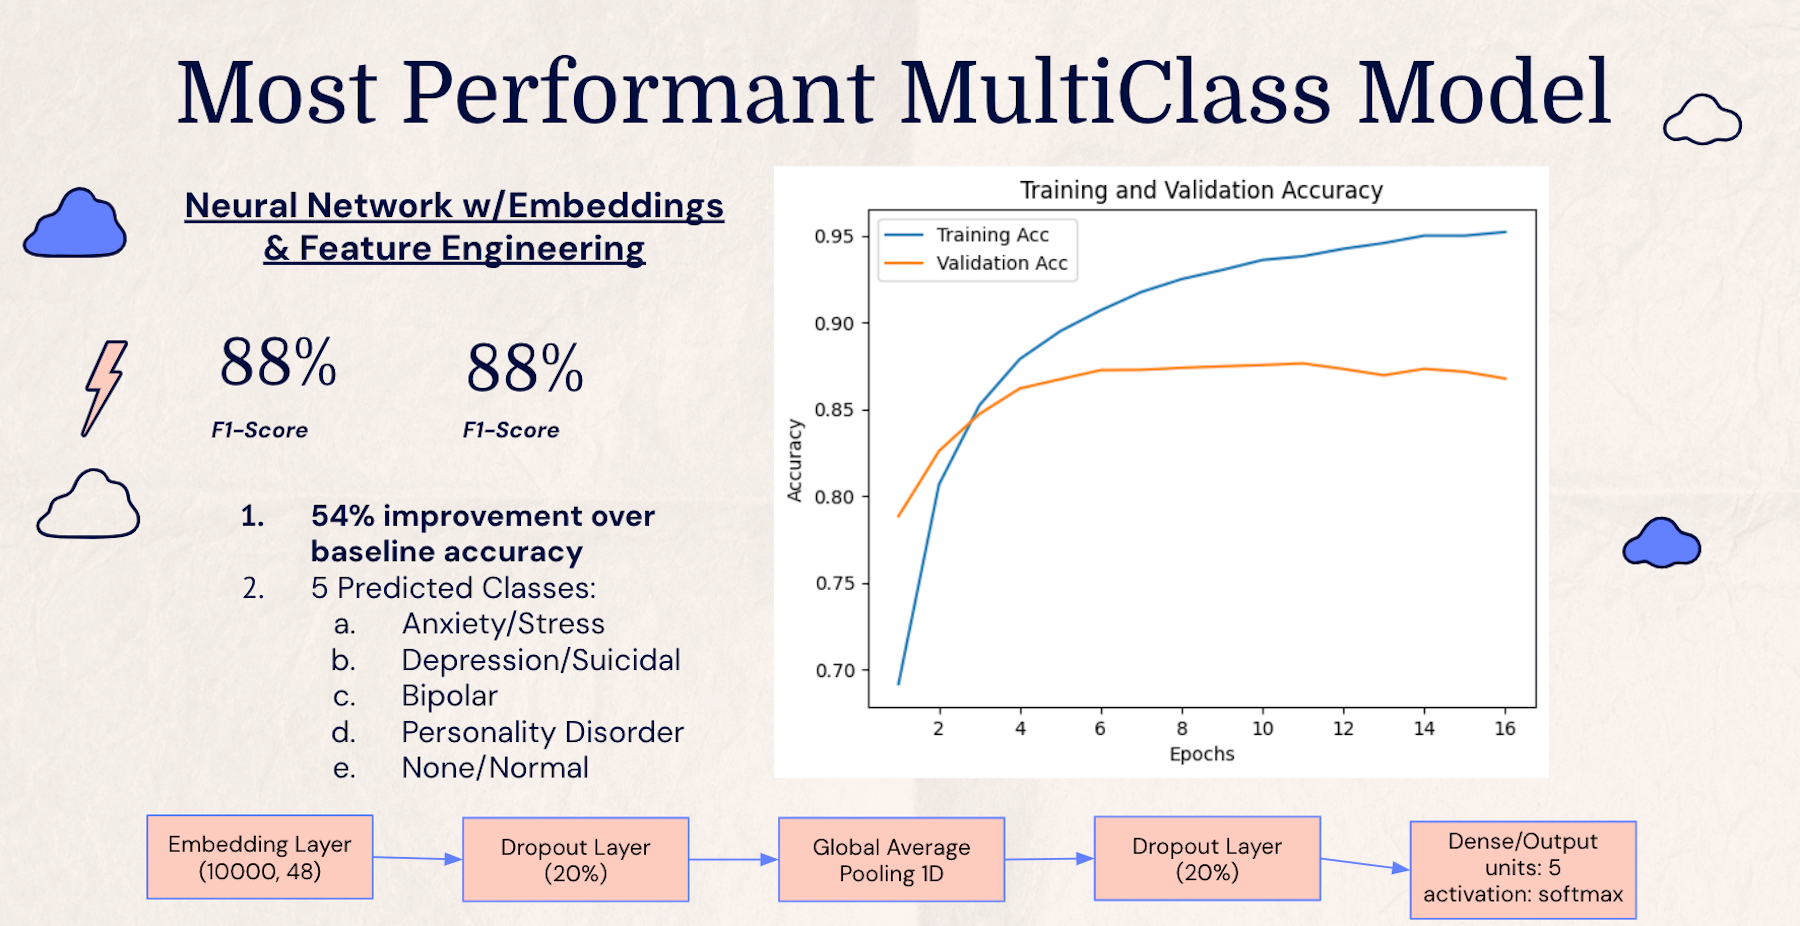 Most Performant MultiClass Model
Neural Network w/Embeddings
& Feature Engineering
88%
F1-Score
88%
F1-Score
1. 54% improvement over
baseline accuracy
2. 5 Predicted Classes:
a. Anxiety/Stress
b. Depression/Suicidal
c. Bipolar
d. Personality Disorder
e. None/Normal
Training and Validation Accuracy
Training Acc
Validation Acc
Accuracy
0.95
0.90
0.85
0.80
0.75
0.70
2 4 6 8 10 12 14 16
Epochs
Embedding Layer
(10000, 48)
Dropout Layer
(20%)
Global Average
Pooling 1D
Dropout Layer
(20%)
Dense/Output
units: 5
activation: softmax